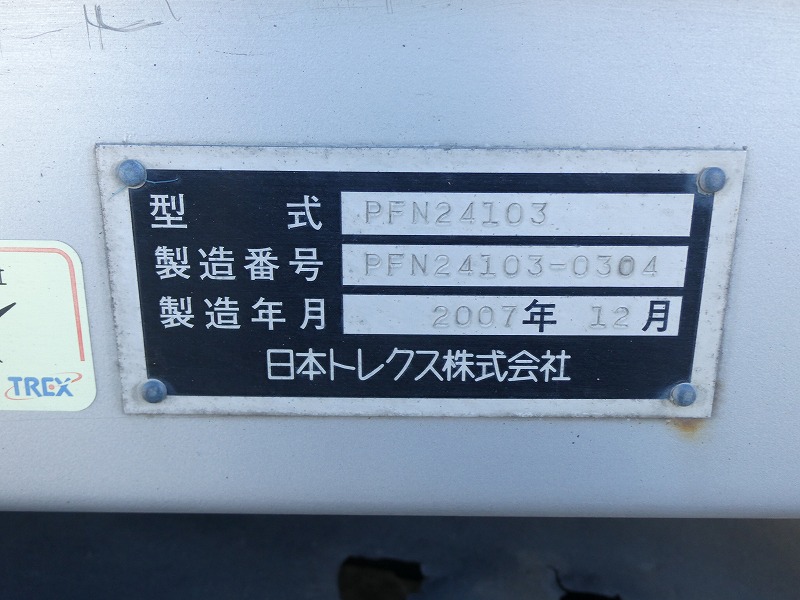 型 式 PFN24103
製造番号 PFN24103-0304
製造年月 2007年 12月
日本トレクス株式会社
TREX